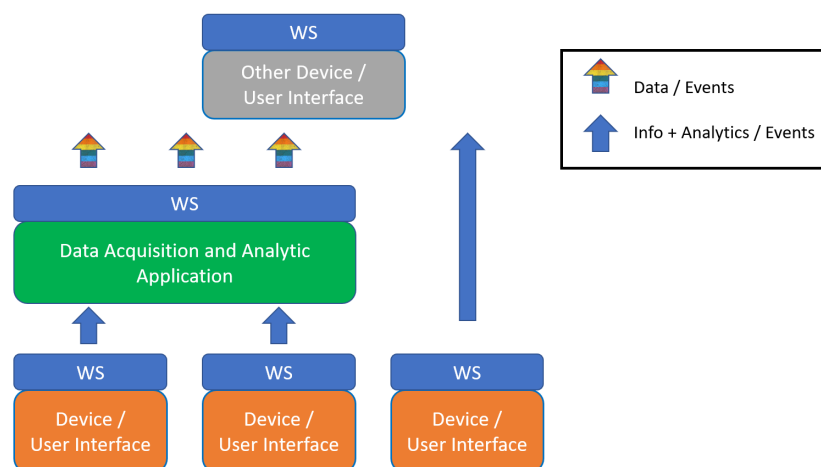 WS
Other Device /
User Interface
Data / Events
Info + Analytics / Events
WS
Data Acquisition and Analytic
Application
WS
WS
WS
Device /
User Interface
Device /
User Interface
Device /
User Interface